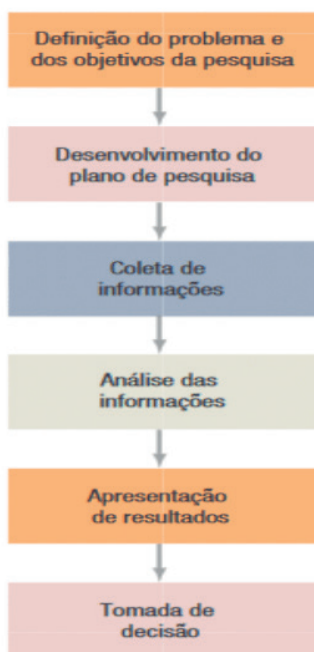 Definição do problema e
dos objetivos da pesquisa
Desenvolvimento do
plano de pesquisa
Coleta de
informações
Análise das
informações
Apresentação
de resultados
Tomada de
decisão